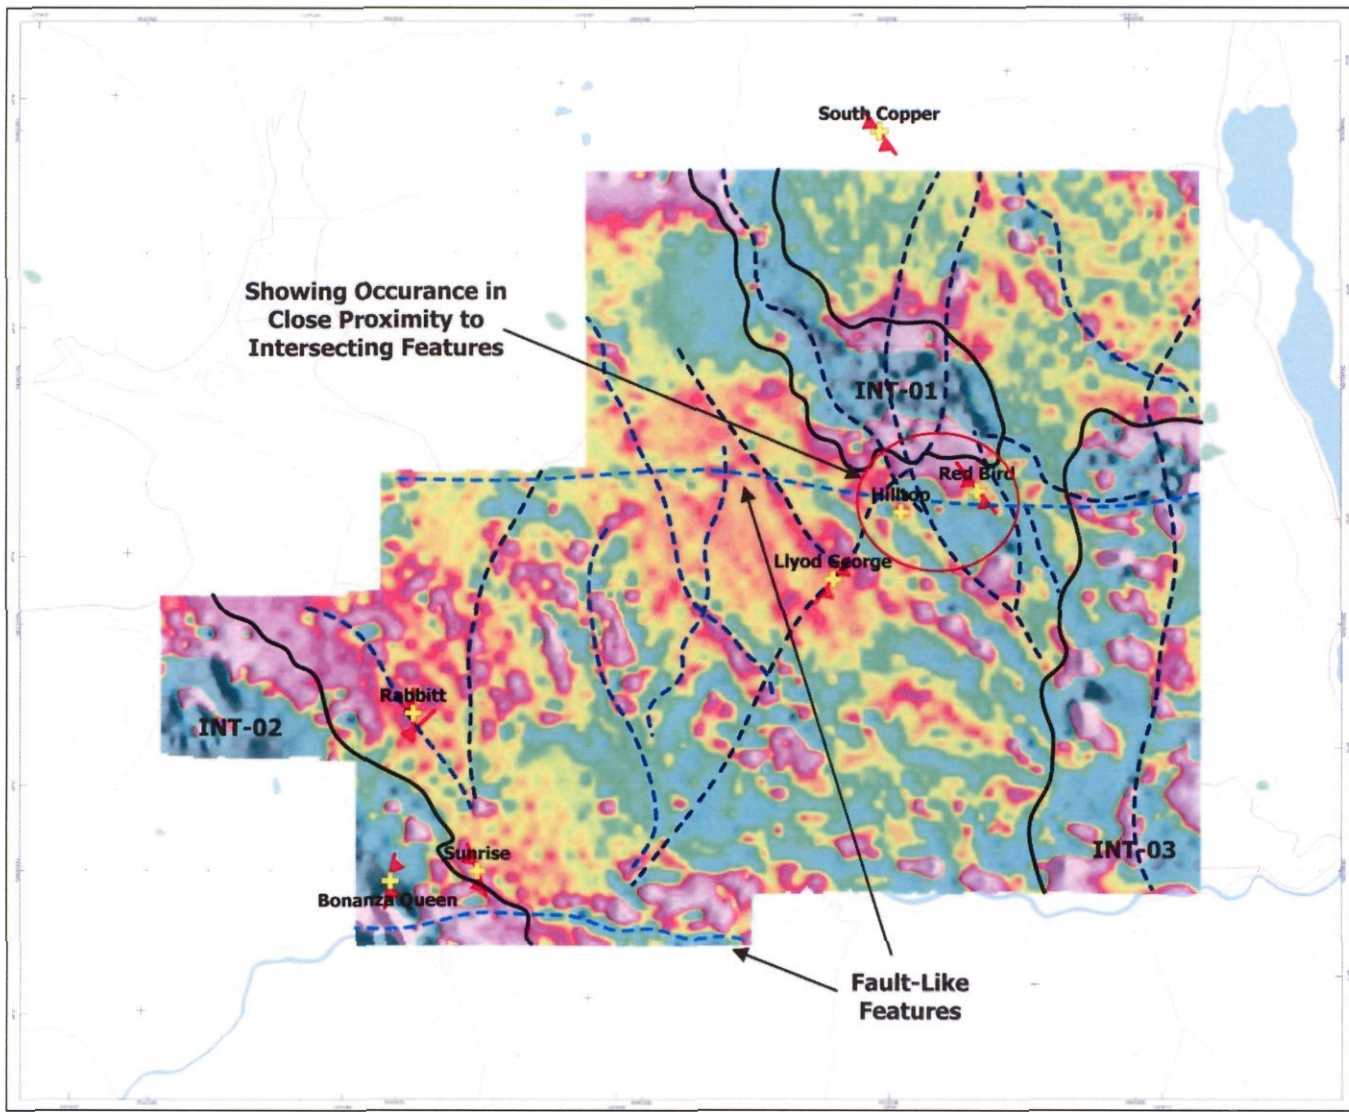 South Copper
Showing Occurance in
Close Proximity to
Intersecting Features
INT-01
Red Bird
Hilltop
Llyod George
Rabbitt
INT-02
Sunrise
INT-03
Bonanza Queen
Fault-Like
Features